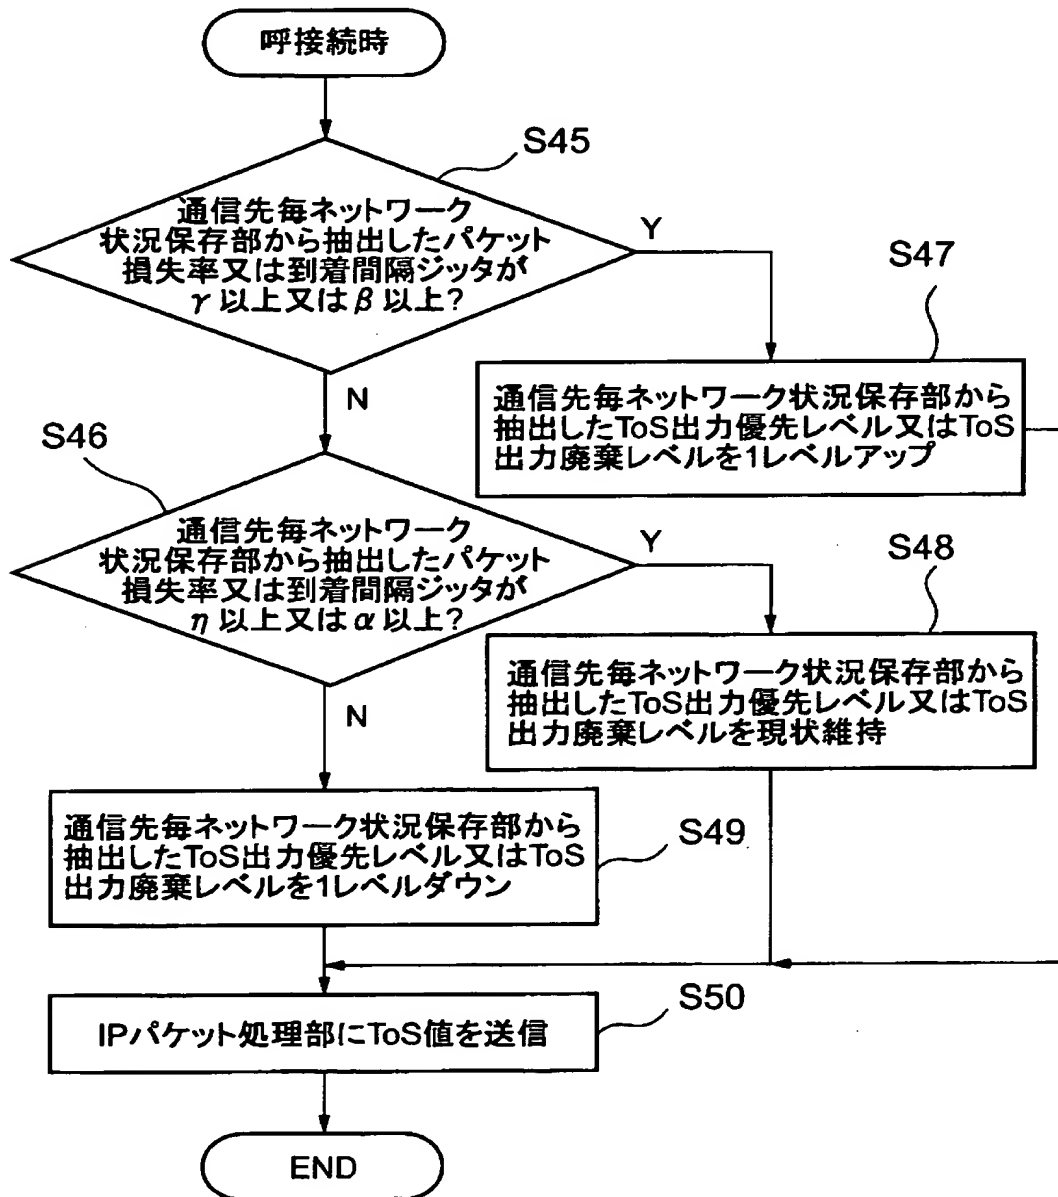 呼接続時
S45
通信先毎ネットワーク
状況保存部から抽出したパケット
損失率又は到着間隔ジッタが
γ以上又はβ以上?
Y
N
S47
通信先毎ネットワーク状況保存部から
抽出したToS出力優先レベル又はToS
出力廃棄レベルを1レベルアップ
S46
通信先毎ネットワーク
状況保存部から抽出したパケット
損失率又は到着間隔ジッタが
η以上又はα以上?
Y
N
S48
通信先毎ネットワーク状況保存部から
抽出したToS出力優先レベル又はToS
出力廃棄レベルを現状維持
通信先毎ネットワーク状況保存部から
抽出したToS出力優先レベル又はToS
出力廃棄レベルを1レベルダウン
S49
S50
IPパケット処理部にToS値を送信
END